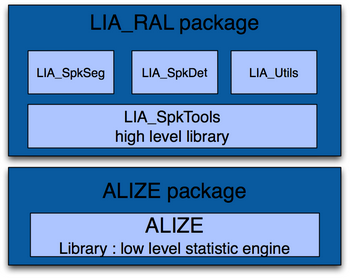 LIA_RAL package
LIA_SpkSeg
LIA_SpkDet
LIA_Utils
LIA_SpkTools
high level library
ALIZE package
ALIZE
Library : low level statistic engine